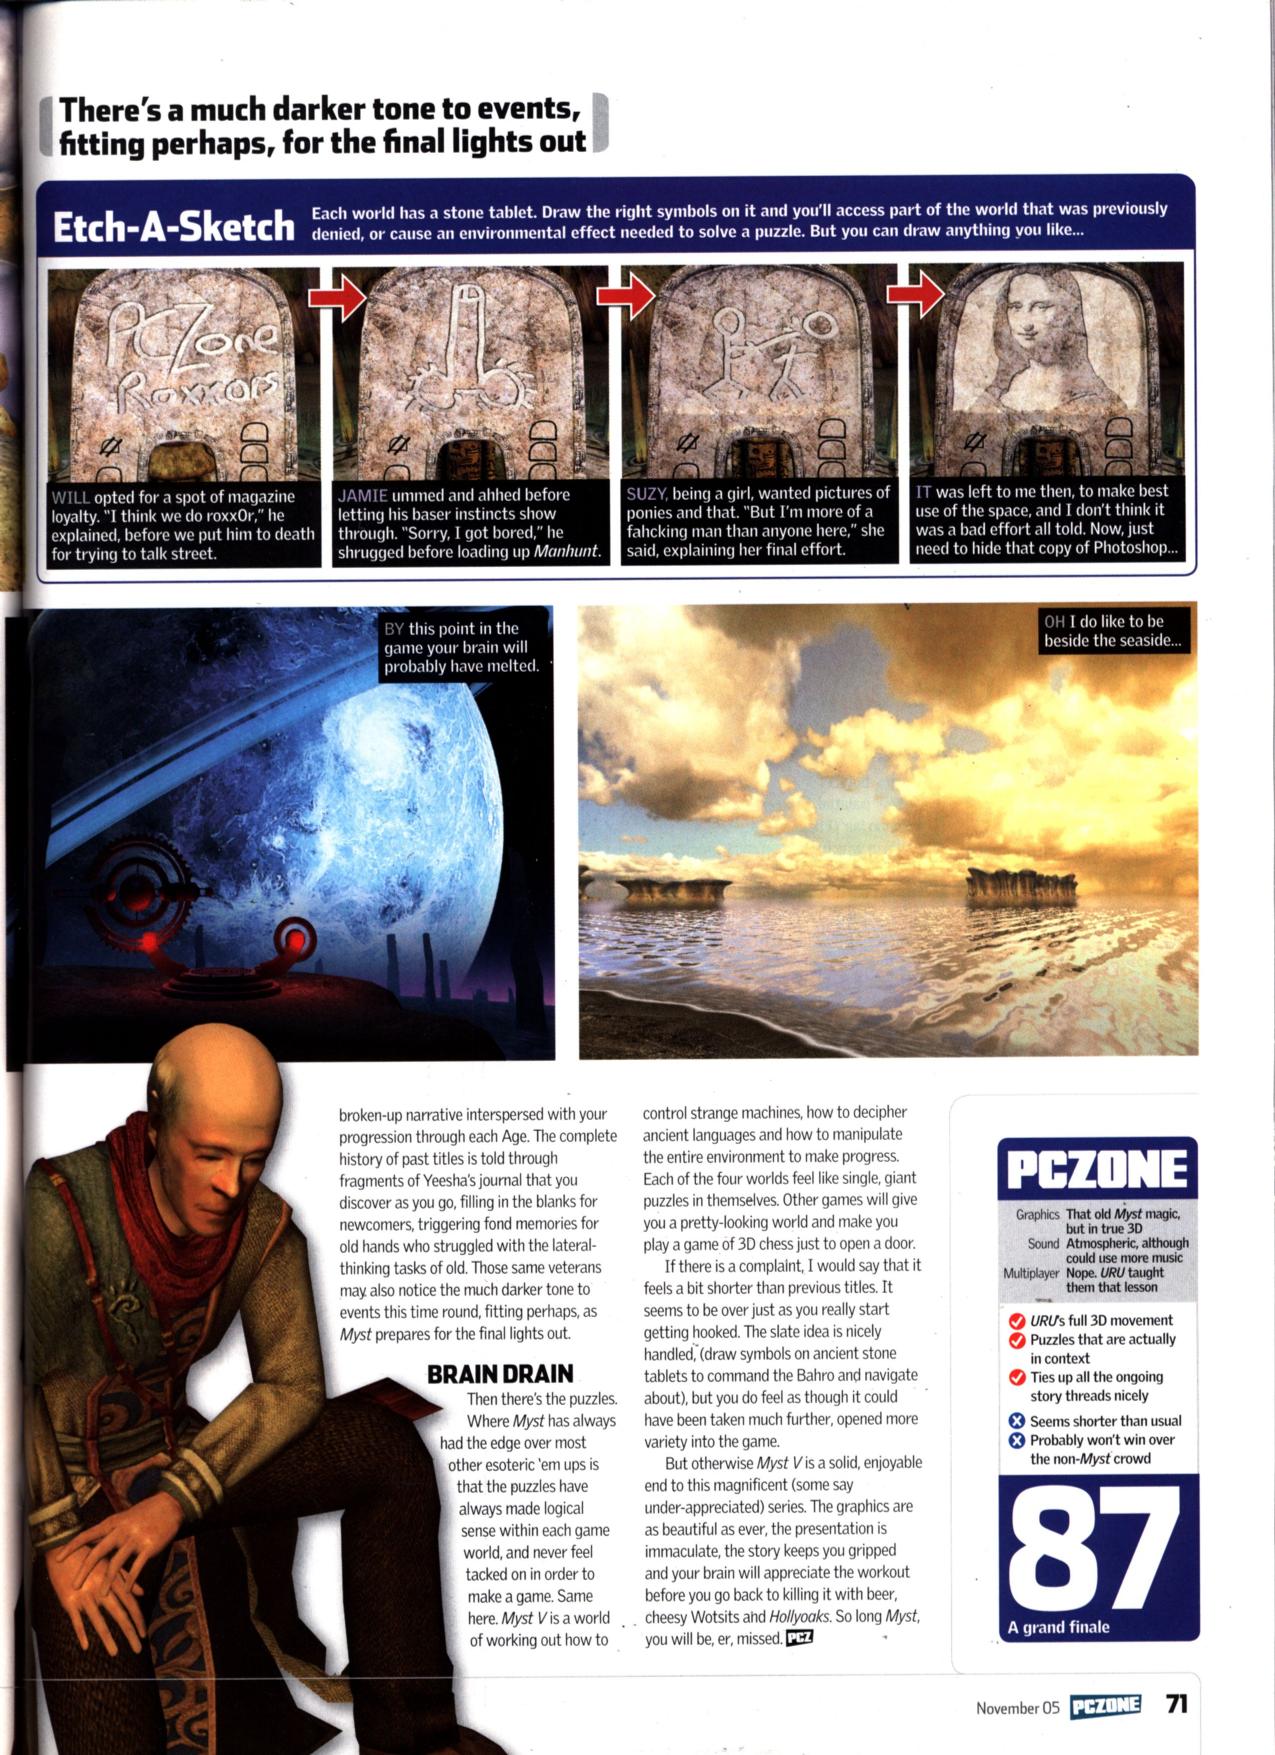 There's a much darker tone to events,
fitting perhaps, for the final lights out
Etch-A-Sketch
Each world has a stone tablet. Draw the right symbols on it and you'll access part of the world that was previously
denied, or cause an environmental effect needed to solve a puzzle. But you can draw anything you like...
PCZone
Roxxors
WILL opted for a spot of magazine
loyalty. "I think we do roxx0r," he
explained, before we put him to death
for trying to talk street.
JAMIE ummed and ahhed before
letting his baser instincts show
through. "Sorry, I got bored," he
shrugged before loading up Manhunt.
SUZY, being a girl, wanted pictures of
ponies and that. "But I'm more of a
fahcking man than anyone here," she
said, explaining her final effort.
IT was left to me then, to make best
use of the space, and I don't think it
was a bad effort all told. Now, just
need to hide that copy of Photoshop...
BY this point in the
game your brain will
probably have melted.
OH I do like to be
beside the seaside...
broken-up narrative interspersed with your
progression through each Age. The complete
history of past titles is told through
fragments of Yeesha's journal that you
discover as you go, filling in the blanks for
newcomers, triggering fond memories for
old hands who struggled with the lateral-
thinking tasks of old. Those same veterans
may also notice the much darker tone to
events this time round, fitting perhaps, as
Myst prepares for the final lights out.
BRAIN DRAIN
Then there's the puzzles.
Where Myst has always
had the edge over most
other esoteric 'em ups is
that the puzzles have
always made logical
sense within each game
world, and never feel
tacked on in order to
make a game. Same
here. Myst V is a world
of working out how to
control strange machines, how to decipher
ancient languages and how to manipulate
the entire environment to make progress.
Each of the four worlds feel like single, giant
puzzles in themselves. Other games will give
you a pretty-looking world and make you
play a game of 3D chess just to open a door.
If there is a complaint, I would say that it
feels a bit shorter than previous titles. It
seems to be over just as you really start
getting hooked. The slate idea is nicely
handled, (draw symbols on ancient stone
tablets to command the Bahro and navigate
about), but you do feel as though it could
have been taken much further, opened more
variety into the game.
But otherwise Myst V is a solid, enjoyable
end to this magnificent (some say
under-appreciated) series. The graphics are
as beautiful as ever, the presentation is
immaculate, the story keeps you gripped
and your brain will appreciate the workout
before you go back to killing it with beer,
cheesy Wotsits and Hollyoaks. So long Myst,
you will be, er, missed. PCZ
PCZONE
Graphics That old Myst magic,
but in true 3D
Sound Atmospheric, although
could use more music
Multiplayer Nope. URU taught
them that lesson
URU's full 3D movement
Puzzles that are actually
in context
Ties up all the ongoing
story threads nicely
Seems shorter than usual
Probably won't win over
the non-Myst crowd
87
A grand finale
November 05 PCZONE 71